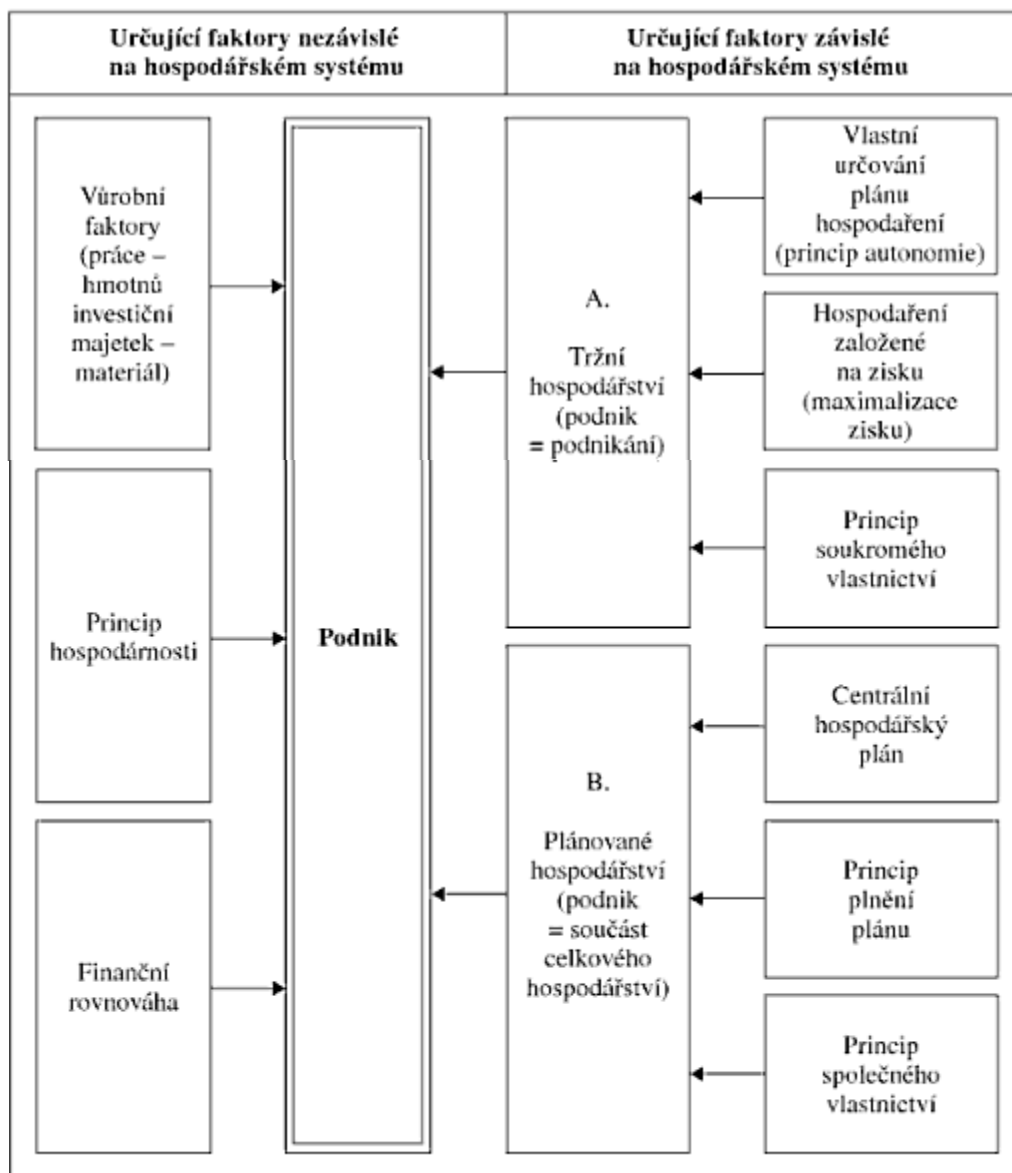 Určující faktory nezávislé
na hospodářském systému
Určující faktory závislé
na hospodářském systému
Vůrobní
faktory
(práce –
hmotnů
investiční
majetek –
materiál)
Princip
hospodárnosti
Finanční
rovnováha
Podnik
A.
Tržní
hospodářství
(podnik
= podnikání)
B.
Plánované
hospodářství
(podnik
= součást
celkového
hospodářství)
Vlastní
určování
plánu
hospodaření
(princip autonomie)
Hospodaření
založené
na zisku
(maximalizace
zisku)
Princip
soukromého
vlastnictví
Centrální
hospodářský
plán
Princip
plnění
plánu
Princip
společného
vlastnictví